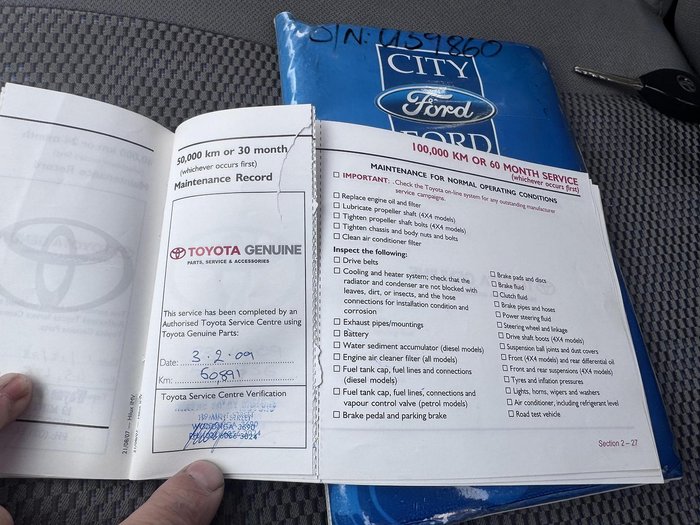 S/N: U39860
CITY
Ford
FORD
50,000 km or 30 month
(whichever occurs first)
Maintenance Record
TOYOTA GENUINE
PARTS, SERVICE & ACCESSORIES
This service has been completed by an
Authorised Toyota Service Centre using
Toyota Genuine Parts:
Date: 3.2.09
Km: 60,891
Toyota Service Centre Verification
WODONGA 3690
100,000 KM OR 60 MONTH SERVICE
(whichever occurs first)
MAINTENANCE FOR NORMAL OPERATING CONDITIONS
IMPORTANT: Check the Toyota on-line system for any outstanding manufacturer
service campaigns.
Replace engine oil and filter
Lubricate propeller shaft (4X4 models)
Tighten propeller shaft bolts (4X4 models)
Tighten chassis and body nuts and bolts
Clean air conditioner filter
Inspect the following:
Drive belts
Cooling and heater system; check that the
radiator and condenser are not blocked with
leaves, dirt, or insects, and the hose
connections for installation condition and
corrosion
Exhaust pipes/mountings
Battery
Water sediment accumulator (diesel models)
Engine air cleaner filter (all models)
Fuel tank cap, fuel lines and connections
(diesel models)
Fuel tank cap, fuel lines, connections and
vapour control valve (petrol models)
Brake pedal and parking brake
Brake pads and discs
Brake fluid
Clutch fluid
Brake pipes and hoses
Power steering fluid
Steering wheel and linkage
Drive shaft boots (4X4 models)
Suspension ball joints and dust covers
Front (4X4 models) and rear differential oil
Front and rear suspensions (4X4 models)
Tyres and inflation pressures
Lights, horns, wipers and washers
Air conditioner, including refrigerant level
Road test vehicle
Section 2 – 27